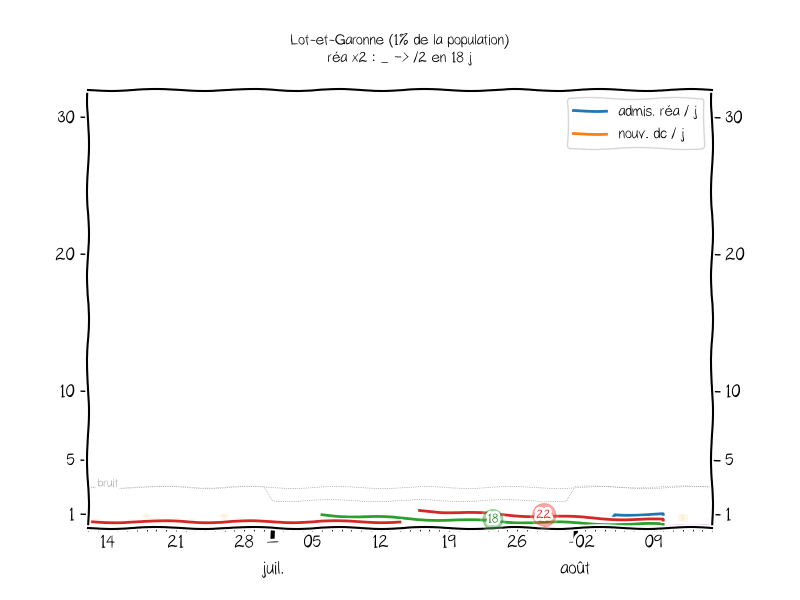 Lot-et-Garonne (1% de la population)
réa x2 : _ -> /2 en 18 j
admis. réa / j
nouv. dc / j
30
30
20
20
10
10
5
5
bruit
1
1
18
22
14 21 28 05 12 19 26 02 09
juil. août